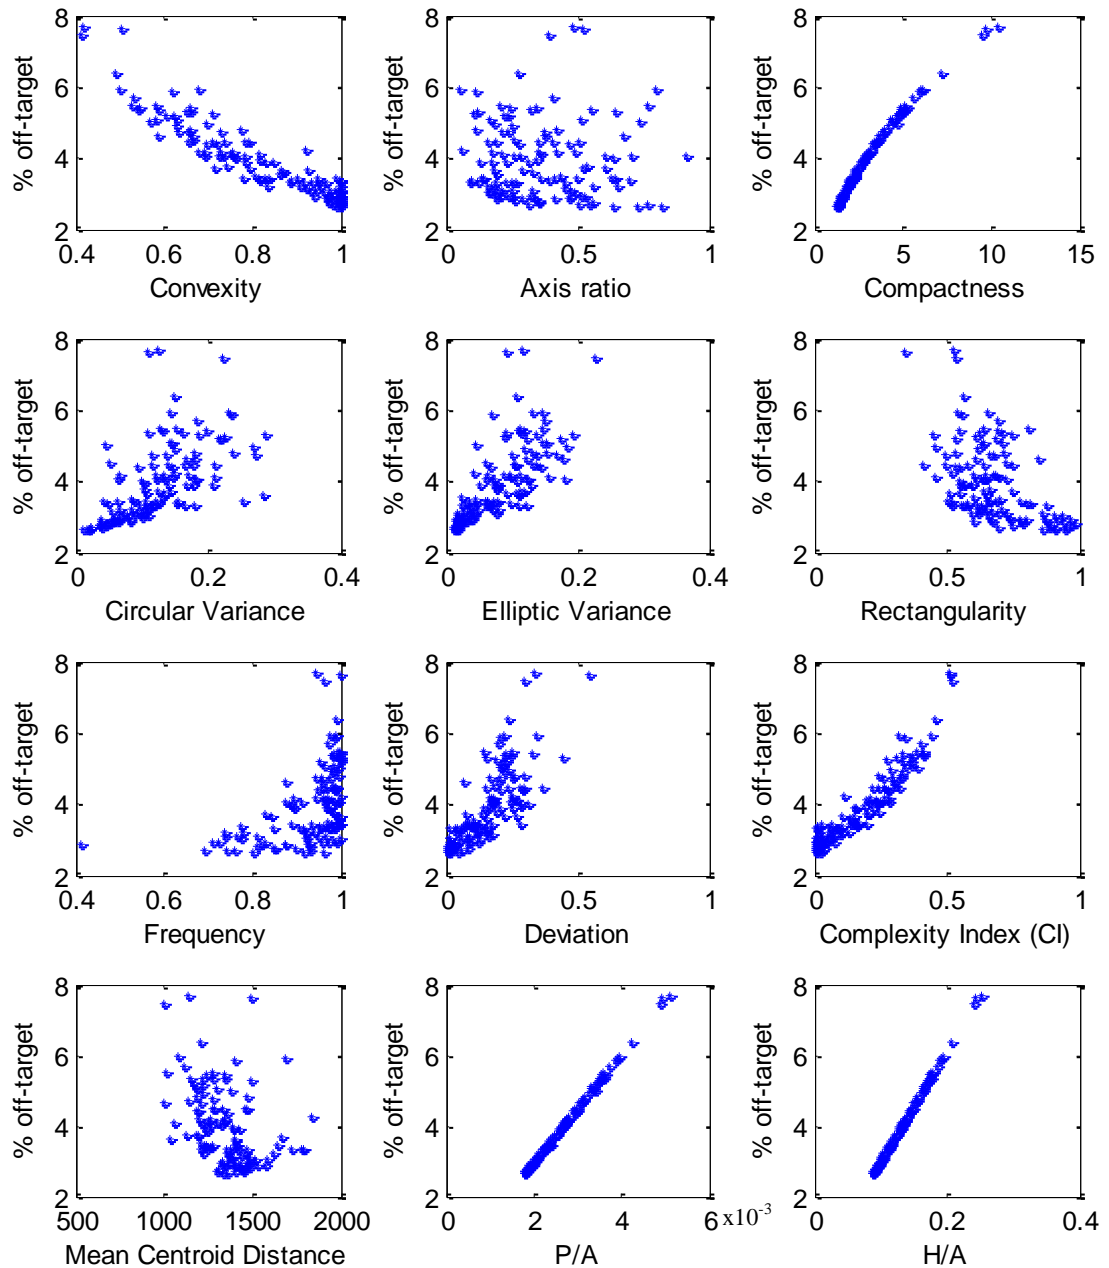 % off-target
8
6
4
2
0.4 0.6 0.8 1
Convexity
% off-target
8
6
4
2
0 0.5 1
Axis ratio
% off-target
8
6
4
2
0 5 10 15
Compactness
% off-target
8
6
4
2
0 0.2 0.4
Circular Variance
% off-target
8
6
4
2
0 0.2 0.4
Elliptic Variance
% off-target
8
6
4
2
0 0.5 1
Rectangularity
% off-target
8
6
4
2
0.4 0.6 0.8 1
Frequency
% off-target
8
6
4
2
0 0.5 1
Deviation
% off-target
8
6
4
2
0 0.5 1
Complexity Index (CI)
% off-target
8
6
4
2
500 1000 1500 2000
Mean Centroid Distance
% off-target
8
6
4
2
0 2 4 6 x10⁻³
P/A
% off-target
8
6
4
2
0 0.2 0.4
H/A